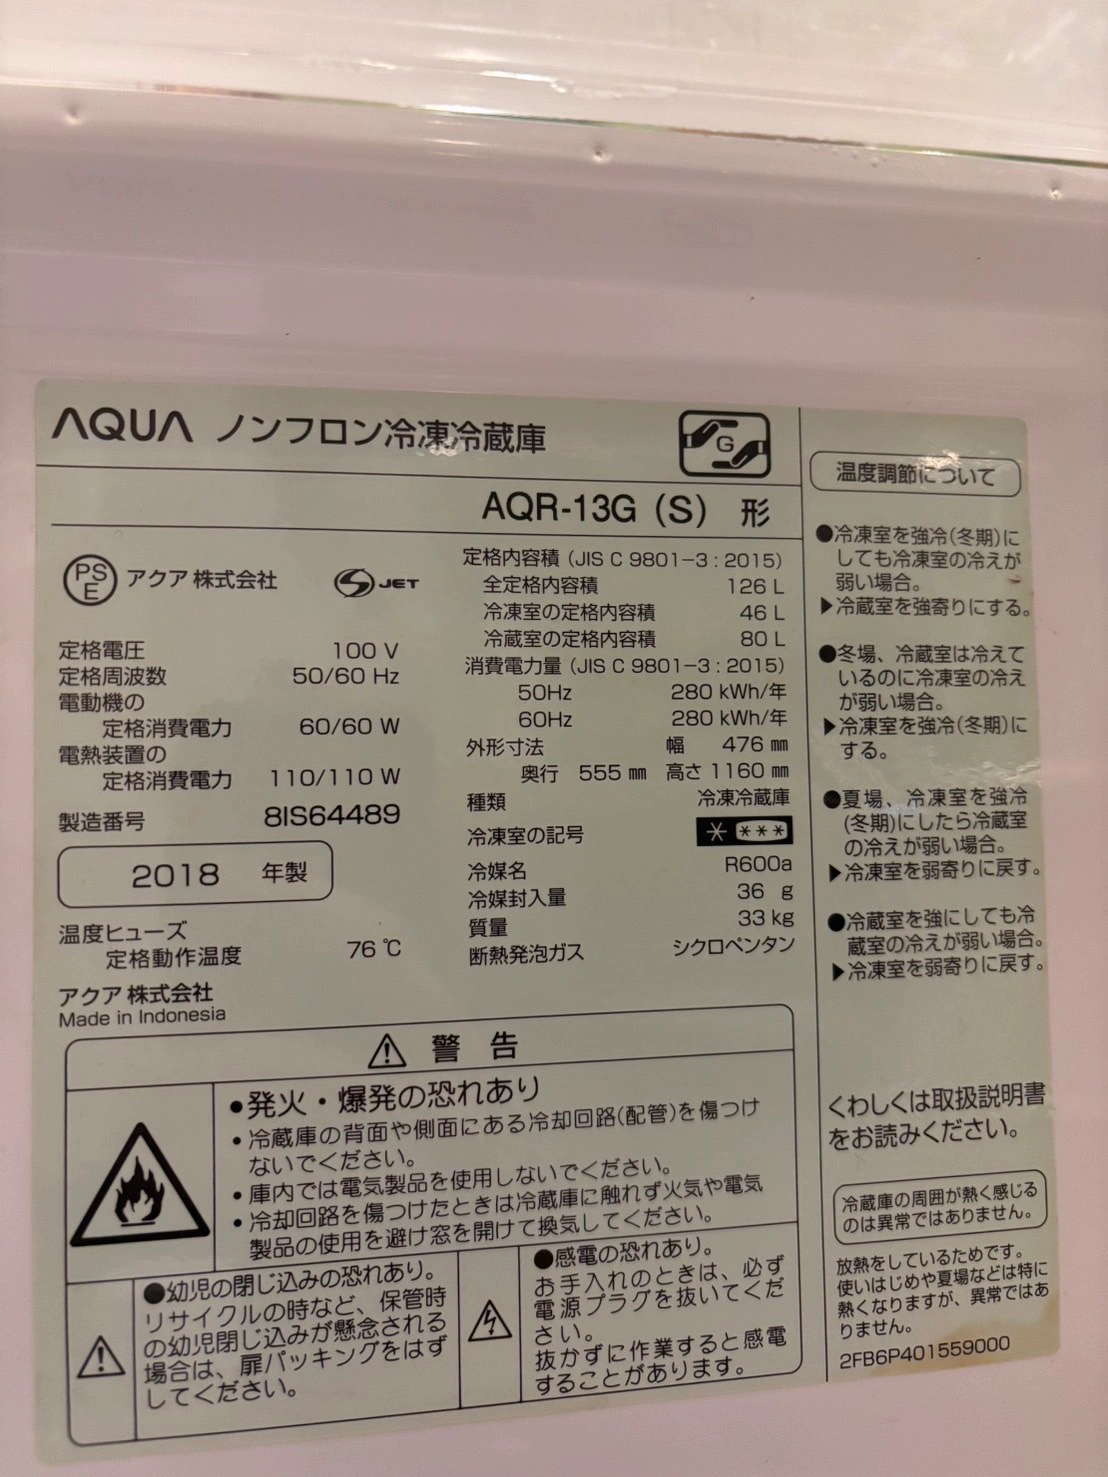 AQUA ノンフロン冷凍冷蔵庫
G
AQR-13G (S) 形
PS
E
アクア 株式会社
S JET
定格電圧 100 V
定格周波数 50/60 Hz
電動機の
定格消費電力 60/60 W
電熱装置の
定格消費電力 110/110 W
製造番号 8IS64489
2018 年製
温度ヒューズ
定格動作温度 76 ℃
アクア 株式会社
Made in Indonesia
定格内容積 (JIS C 9801-3 : 2015)
全定格内容積 126 L
冷凍室の定格内容積 46 L
冷蔵室の定格内容積 80 L
消費電力量 (JIS C 9801-3 : 2015)
50Hz 280 kWh/年
60Hz 280 kWh/年
外形寸法 幅 476 ㎜
奥行 555 ㎜ 高さ 1160 ㎜
種類 冷凍冷蔵庫
冷凍室の記号 * ***
冷媒名 R600a
冷媒封入量 36 g
質量 33 kg
断熱発泡ガス シクロペンタン
⚠ 警告
●発火・爆発の恐れあり
・冷蔵庫の背面や側面にある冷却回路(配管)を傷つけ
ないでください。
・庫内では電気製品を使用しないでください。
・冷却回路を傷つけたときは冷蔵庫に触れず火気や電気
製品の使用を避け窓を開けて換気してください。
●幼児の閉じ込みの恐れあり。
リサイクルの時など、保管時
の幼児閉じ込みが懸念される
場合は、扉パッキングをはず
してください。
●感電の恐れあり。
お手入れのときは、必ず
電源プラグを抜いてくだ
さい。
抜かずに作業すると感電
することがあります。
温度調節について
●冷凍室を強冷(冬期)に
しても冷凍室の冷えが
弱い場合。
▶冷蔵室を強寄りにする。
●冬場、冷蔵室は冷えて
いるのに冷凍室の冷え
が弱い場合。
▶冷凍室を強冷(冬期)に
する。
●夏場、冷凍室を強冷
(冬期)にしたら冷蔵室
の冷えが弱い場合。
▶冷凍室を弱寄りに戻す。
●冷蔵室を強にしても冷
蔵室の冷えが弱い場合。
▶冷凍室を弱寄りに戻す。
くわしくは取扱説明書
をお読みください。
冷蔵庫の周囲が熱く感じる
のは異常ではありません。
放熱をしているためです。
使いはじめや夏場などは特に
熱くなりますが、異常ではあ
りません。
2FB6P401559000